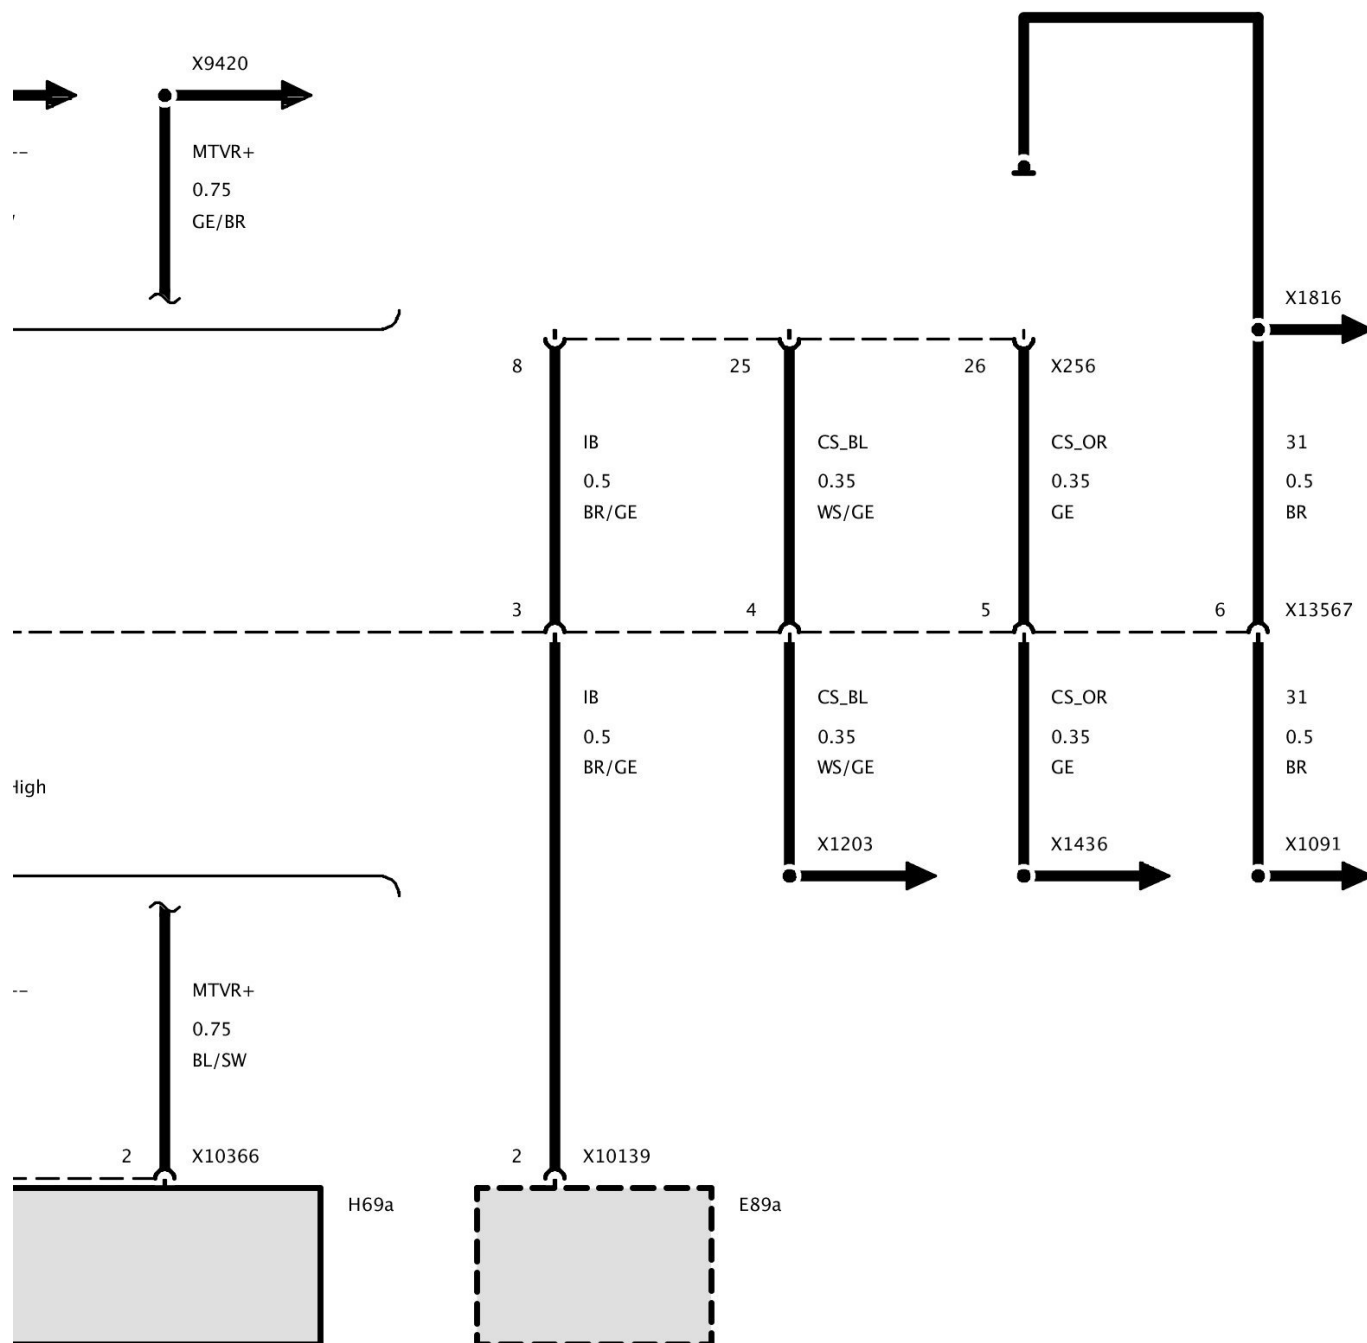 X9420
--
MTVR+
0.75
GE/BR
X1816
8
25
26
X256
IB
CS_BL
CS_OR
31
0.5
0.35
0.35
0.5
BR/GE
WS/GE
GE
BR
3
4
5
6
X13567
IB
CS_BL
CS_OR
31
0.5
0.35
0.35
0.5
BR/GE
WS/GE
GE
BR
High
X1203
X1436
X1091
--
MTVR+
0.75
BL/SW
2
X10366
2
X10139
H69a
E89a